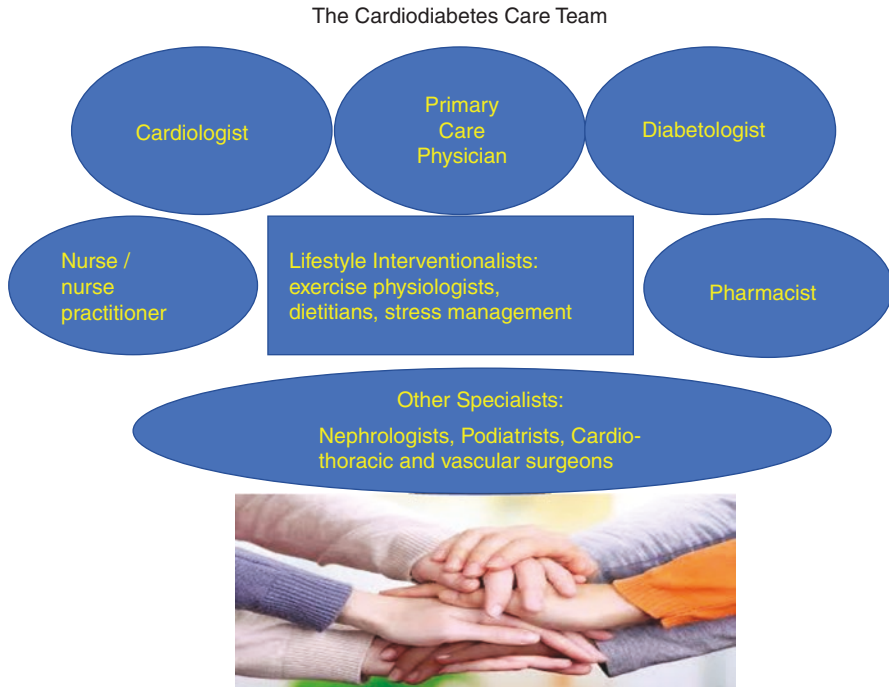 The Cardiodiabetes Care Team
Cardiologist
Primary
Care
Physician
Diabetologist
Nurse /
nurse
practitioner
Lifestyle Interventionalists:
exercise physiologists,
dietitians, stress management
Pharmacist
Other Specialists:
Nephrologists, Podiatrists, Cardio-
thoracic and vascular surgeons